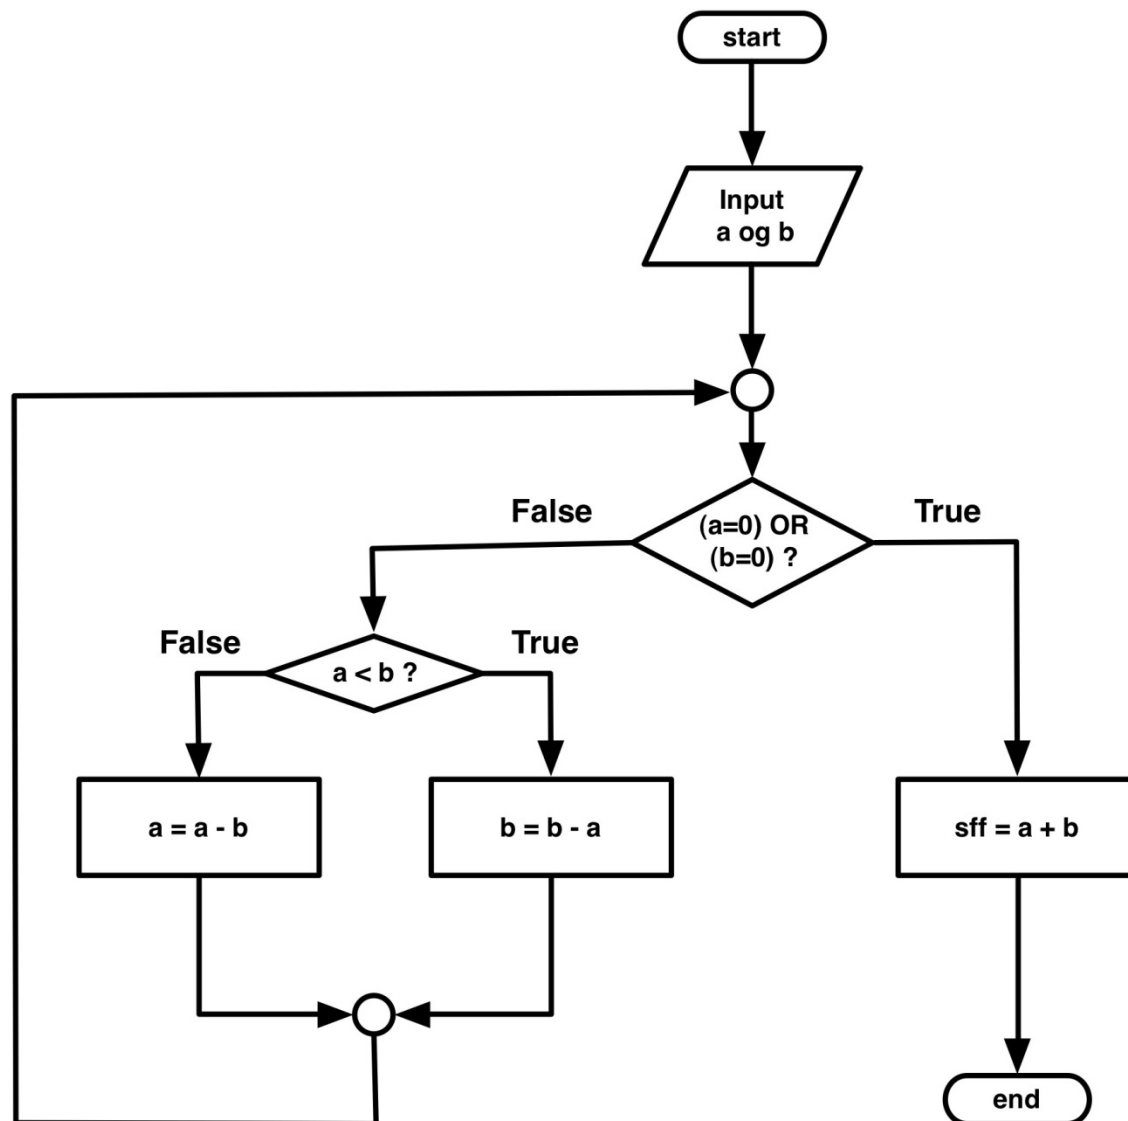 start
Input
a og b
False
(a=0) OR
(b=0) ?
True
False
a < b ?
True
a = a - b
b = b - a
sff = a + b
end